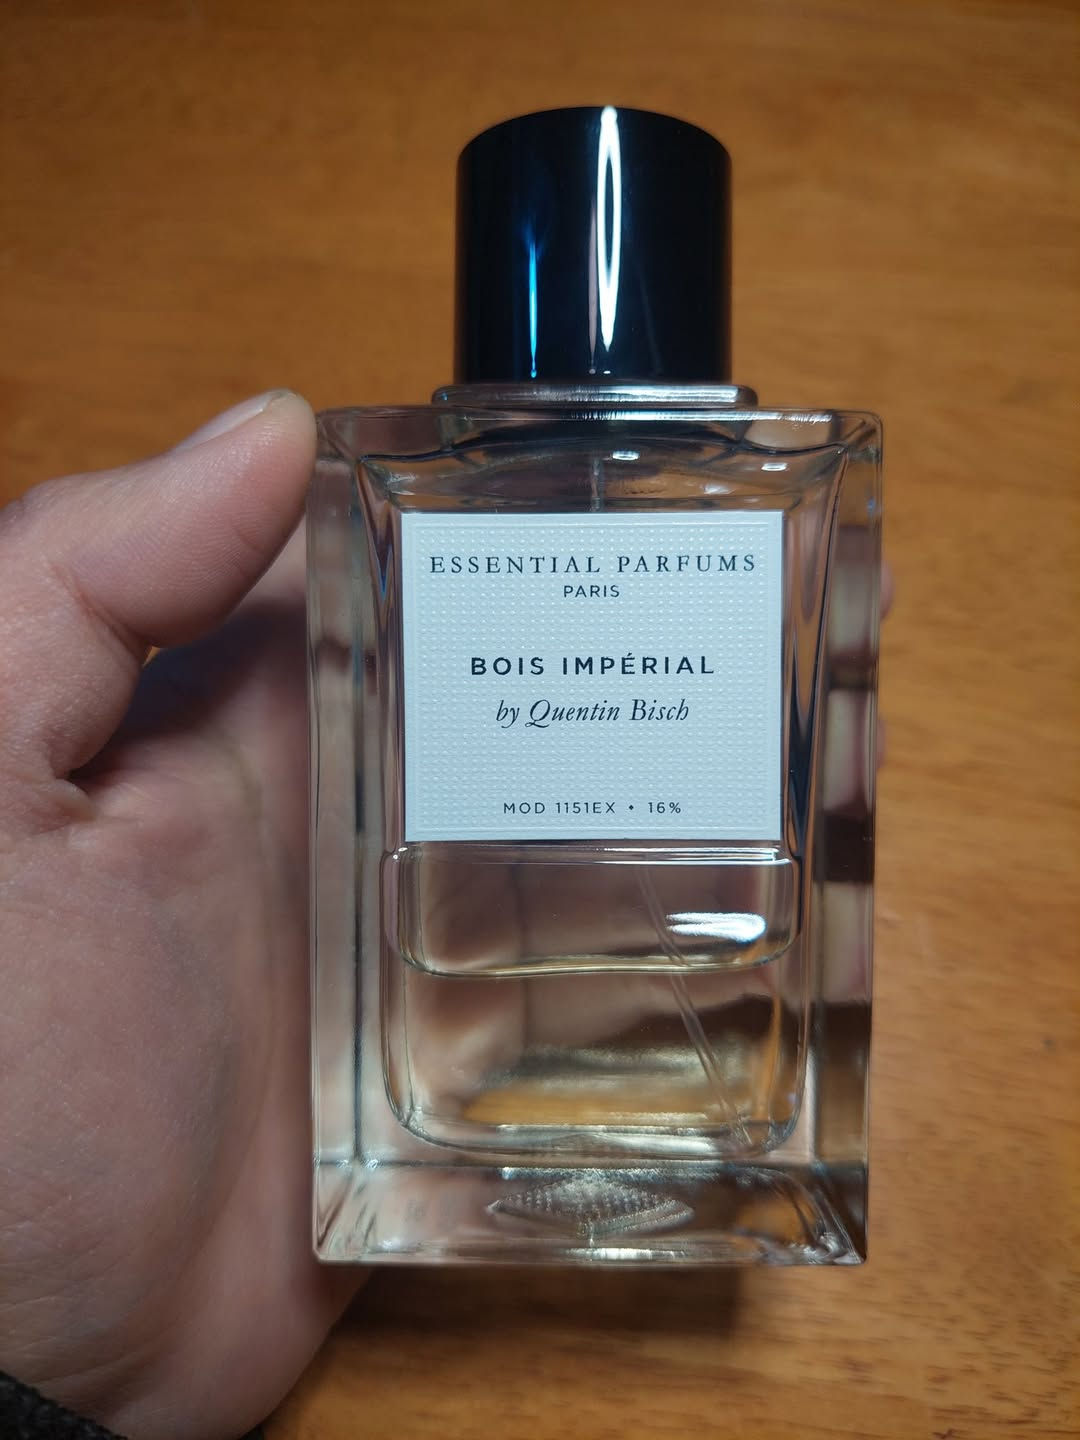 ESSENTIAL PARFUMS
PARIS
BOIS IMPÉRIAL
by Quentin Bisch
MOD 1151EX • 16%